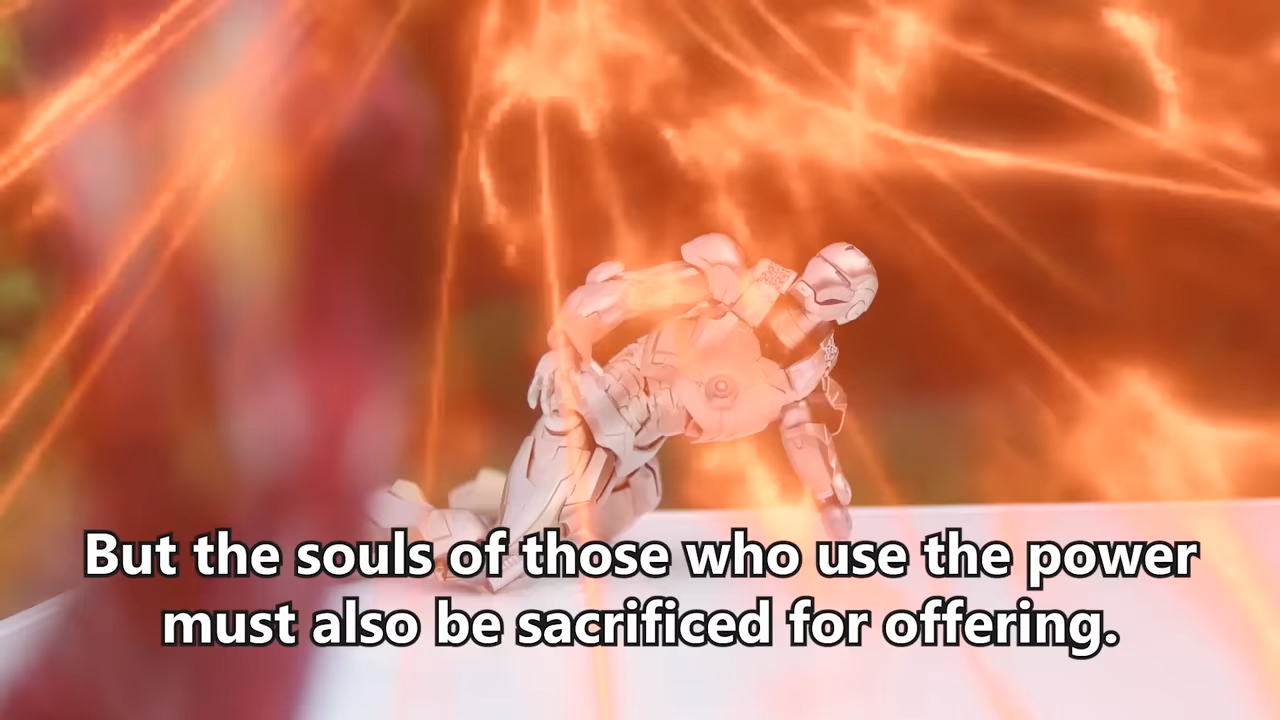 But the souls of those who use the power
must also be sacrificed for offering.